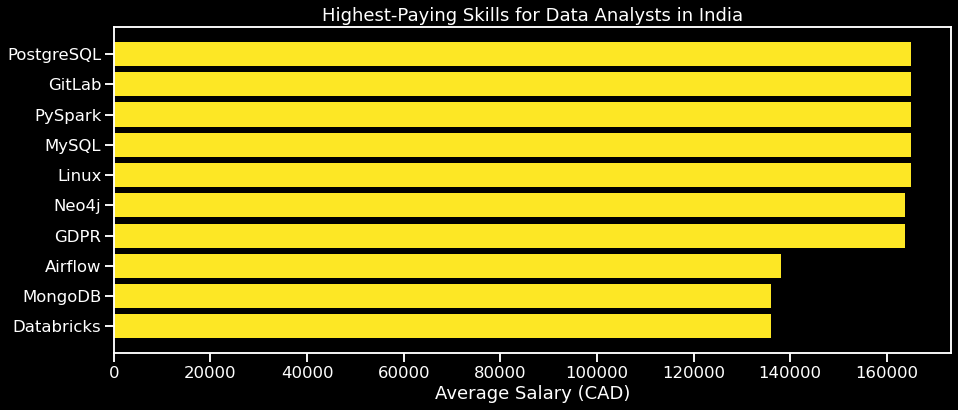 Highest-Paying Skills for Data Analysts in India
PostgreSQL
GitLab
PySpark
MySQL
Linux
Neo4j
GDPR
Airflow
MongoDB
Databricks
0 20000 40000 60000 80000 100000 120000 140000 160000
Average Salary (CAD)